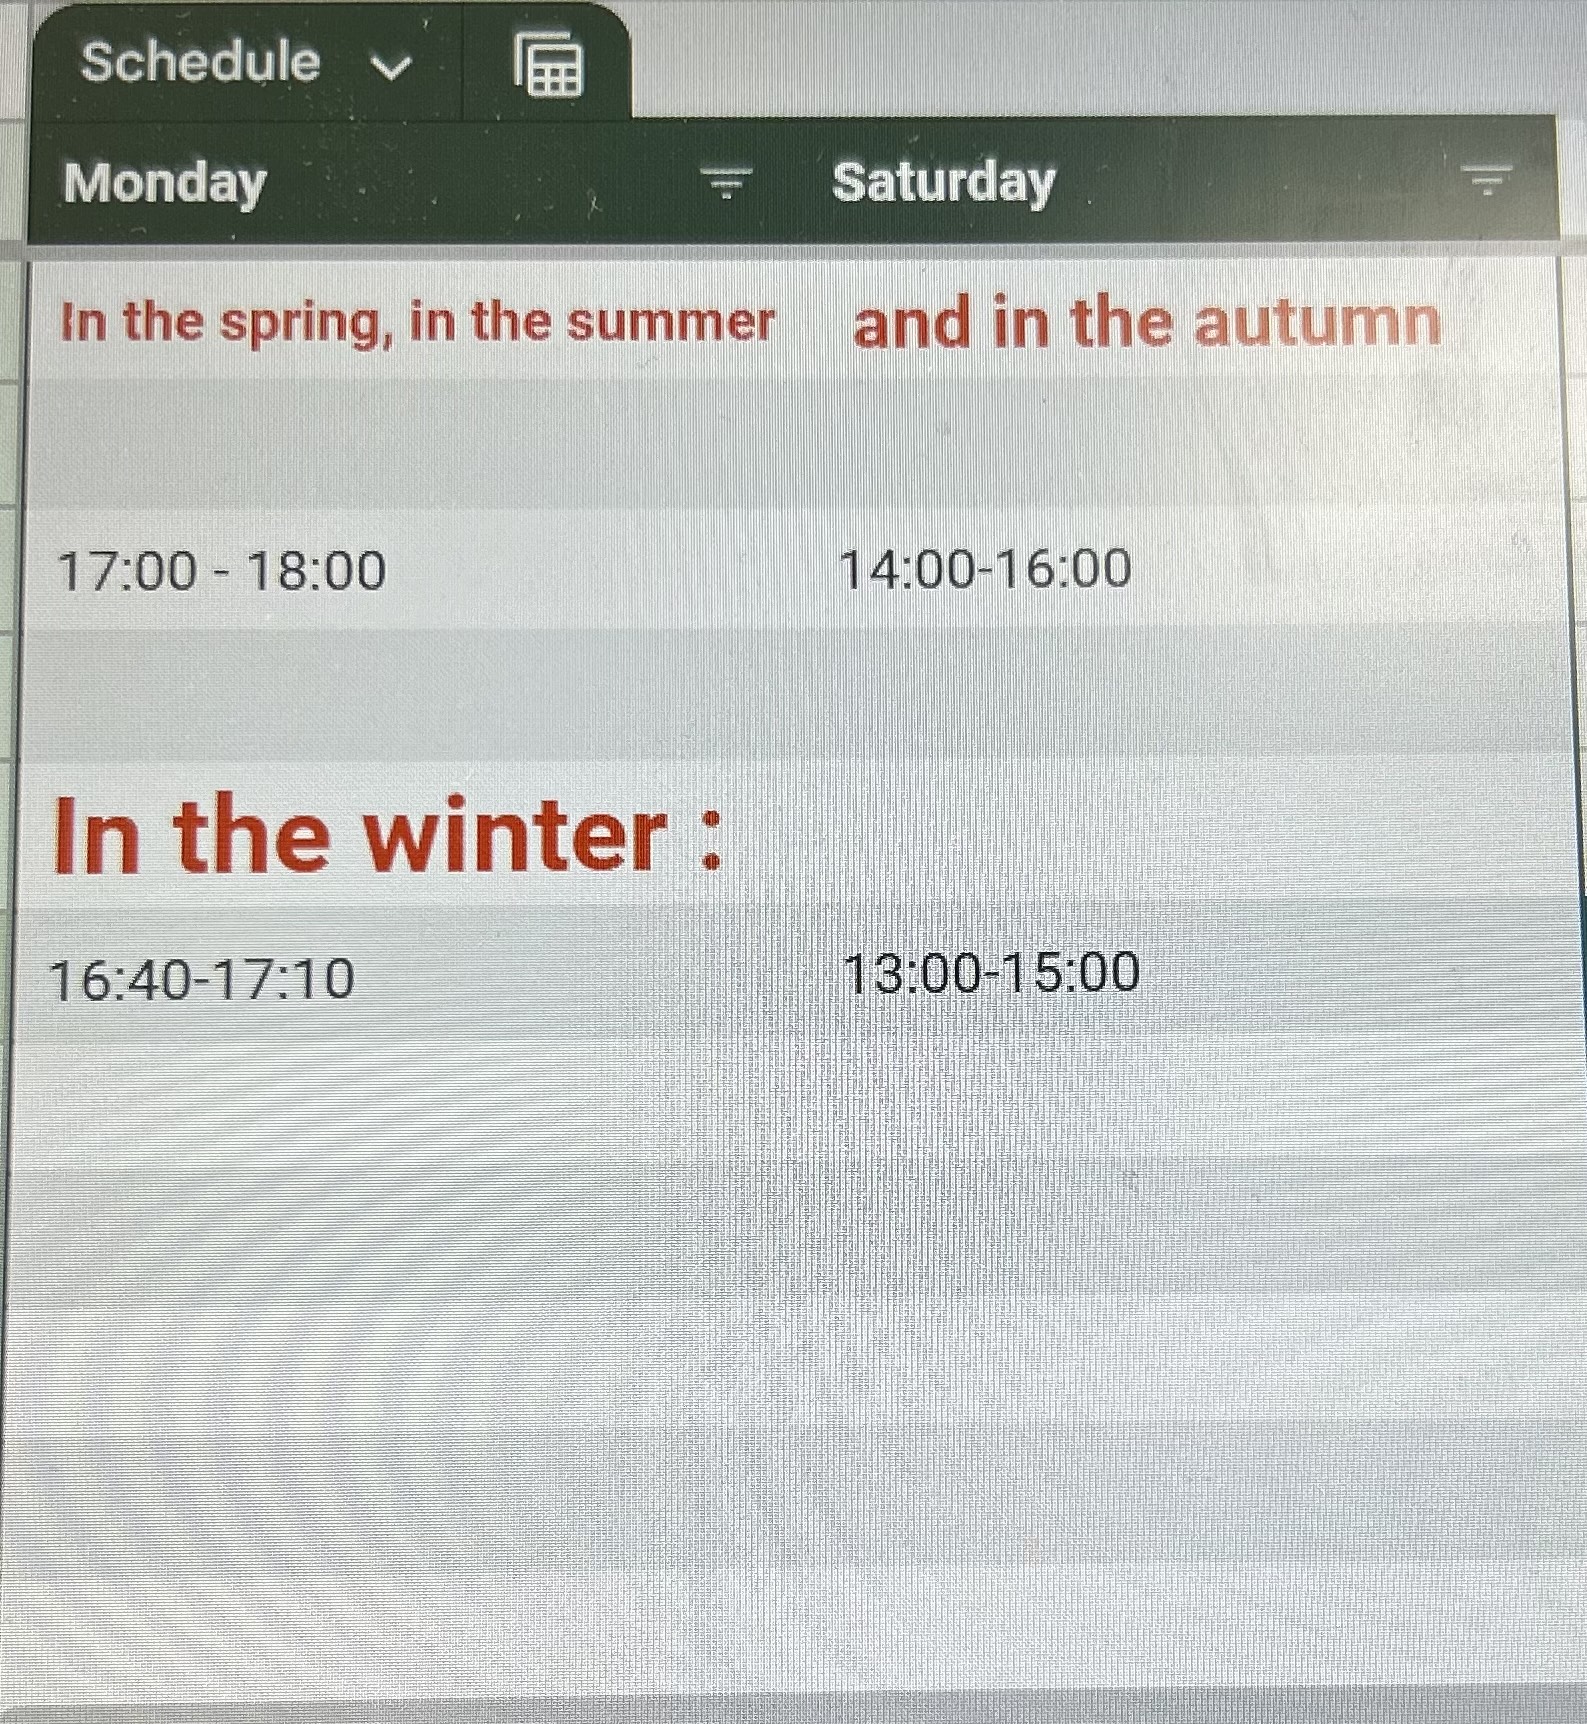 Schedule
Monday Saturday
In the spring, in the summer and in the autumn
17:00 - 18:00 14:00-16:00
In the winter :
16:40-17:10 13:00-15:00